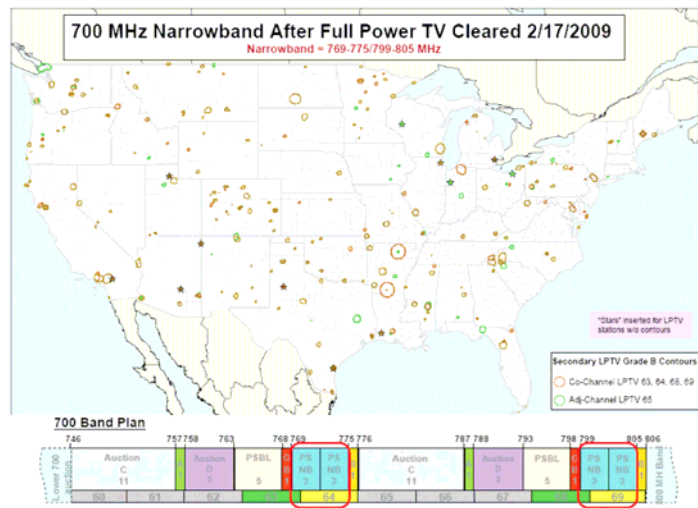 700 MHz Narrowband After Full Power TV Cleared 2/17/2009
Narrowband = 769-775/799-805 MHz
"Stars" inserted for LPTV
stations w/o contours
Secondary LPTV Grade B Contours
Co-Channel LPTV 63, 64, 68, 69
Adj-Channel LPTV 65
700 Band Plan
746 757 758 763 768 769 775 776 787 788 793 798 799 805 806
Lower 700 auction
Auction C 11
Auction D 5
PSBL 5
PS NB 3
PS NB 3
Auction C 11
Auction D 5
PSBL 5
PS NB 3
PS NB 3
800 MH Band
60 61 62 64 65 66 67 69